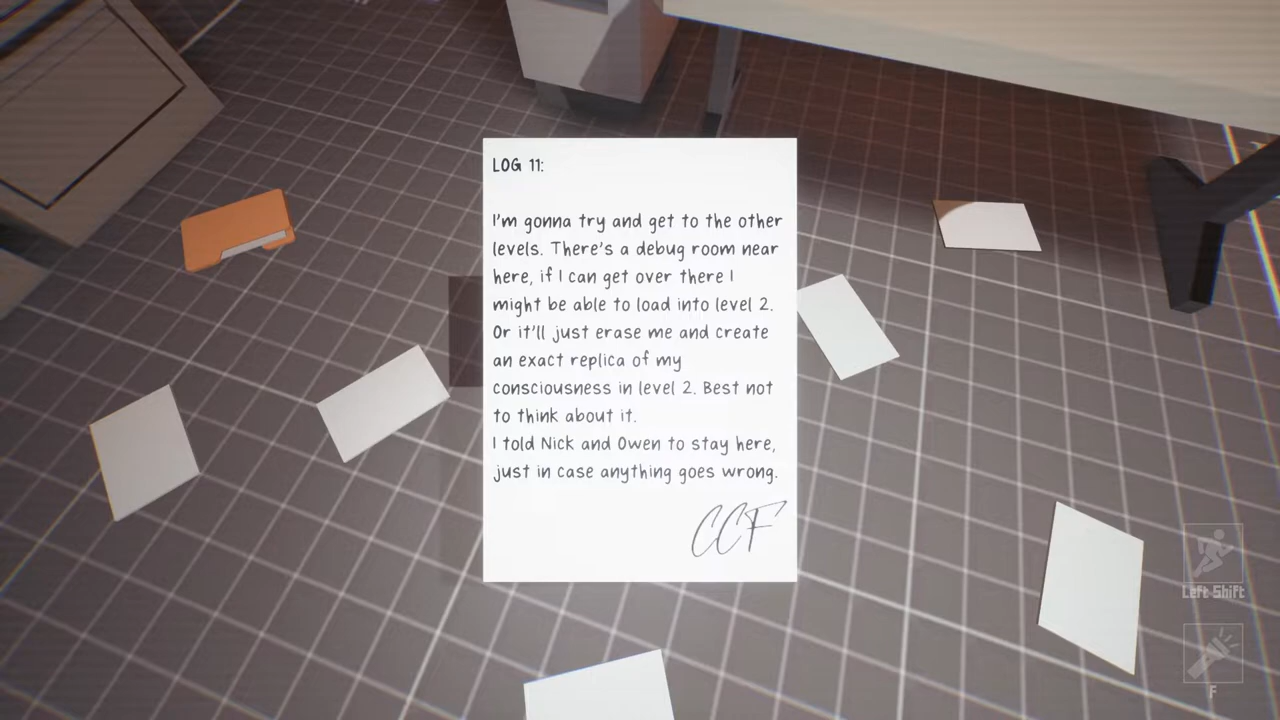 LOG 11:
I'm gonna try and get to the other
levels. There's a debug room near
here, if I can get over there I
might be able to load into level 2.
Or it'll just erase me and create
an exact replica of my
consciousness in level 2. Best not
to think about it.
I told Nick and Owen to stay here,
just in case anything goes wrong.
CCF
Left Shift
F